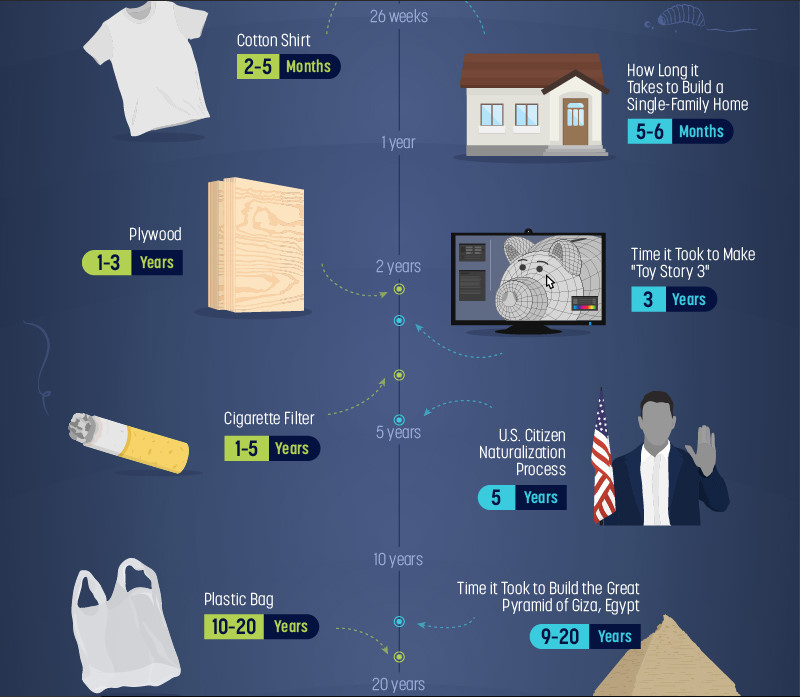 26 weeks
Cotton Shirt
2-5 Months
How Long it
Takes to Build a
Single-Family Home
5-6 Months
1 year
Plywood
1-3 Years
2 years
Time it Took to Make
"Toy Story 3"
3 Years
Cigarette Filter
1-5 Years
5 years
U.S. Citizen
Naturalization
Process
5 Years
10 years
Plastic Bag
10-20 Years
Time it Took to Build the Great
Pyramid of Giza, Egypt
9-20 Years
20 years